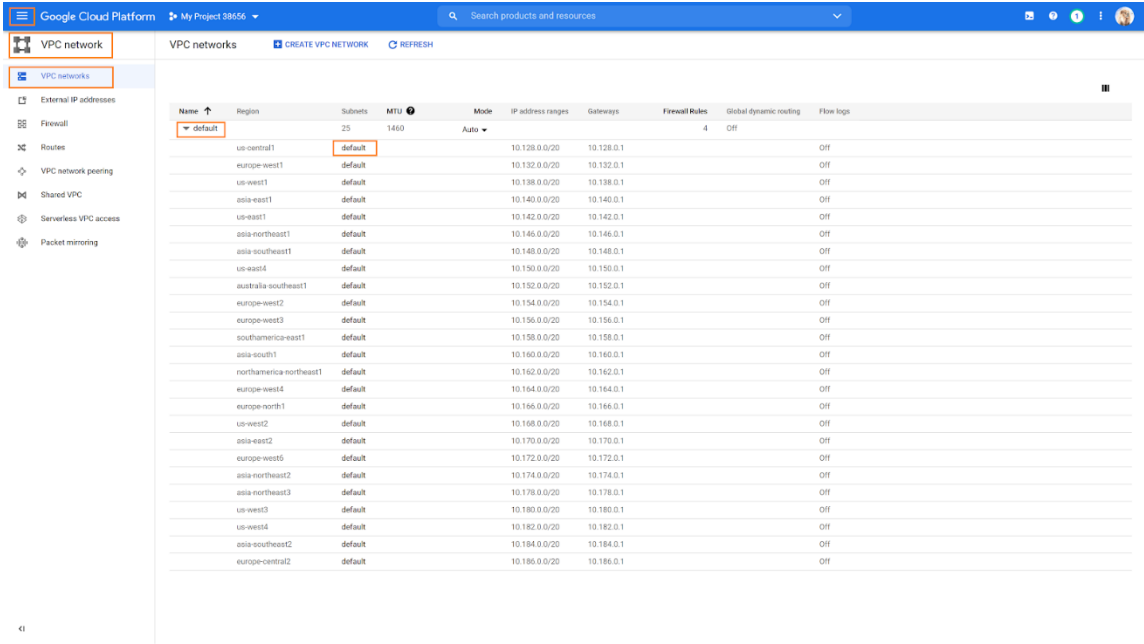 Google Cloud Platform My Project 38656 Search products and resources 1
VPC network
VPC networks CREATE VPC NETWORK REFRESH
VPC networks
External IP addresses
Firewall
Routes
VPC network peering
Shared VPC
Serverless VPC access
Packet mirroring
Name Region Subnets MTU Mode IP address ranges Gateways Firewall Rules Global dynamic routing Flow logs
default 25 1460 Auto 4 Off
us-central1 default 10.128.0.0/20 10.128.0.1 Off
europe-west1 default 10.132.0.0/20 10.132.0.1 Off
us-west1 default 10.138.0.0/20 10.138.0.1 Off
asia-east1 default 10.140.0.0/20 10.140.0.1 Off
us-east1 default 10.142.0.0/20 10.142.0.1 Off
asia-northeast1 default 10.146.0.0/20 10.146.0.1 Off
asia-southeast1 default 10.148.0.0/20 10.148.0.1 Off
us-east4 default 10.150.0.0/20 10.150.0.1 Off
australia-southeast1 default 10.152.0.0/20 10.152.0.1 Off
europe-west2 default 10.154.0.0/20 10.154.0.1 Off
europe-west3 default 10.156.0.0/20 10.156.0.1 Off
southamerica-east1 default 10.158.0.0/20 10.158.0.1 Off
asia-south1 default 10.160.0.0/20 10.160.0.1 Off
northamerica-northeast1 default 10.162.0.0/20 10.162.0.1 Off
europe-west4 default 10.164.0.0/20 10.164.0.1 Off
europe-north1 default 10.166.0.0/20 10.166.0.1 Off
us-west2 default 10.168.0.0/20 10.168.0.1 Off
asia-east2 default 10.170.0.0/20 10.170.0.1 Off
europe-west6 default 10.172.0.0/20 10.172.0.1 Off
asia-northeast2 default 10.174.0.0/20 10.174.0.1 Off
asia-northeast3 default 10.178.0.0/20 10.178.0.1 Off
us-west3 default 10.180.0.0/20 10.180.0.1 Off
us-west4 default 10.182.0.0/20 10.182.0.1 Off
asia-southeast2 default 10.184.0.0/20 10.184.0.1 Off
europe-central2 default 10.186.0.0/20 10.186.0.1 Off